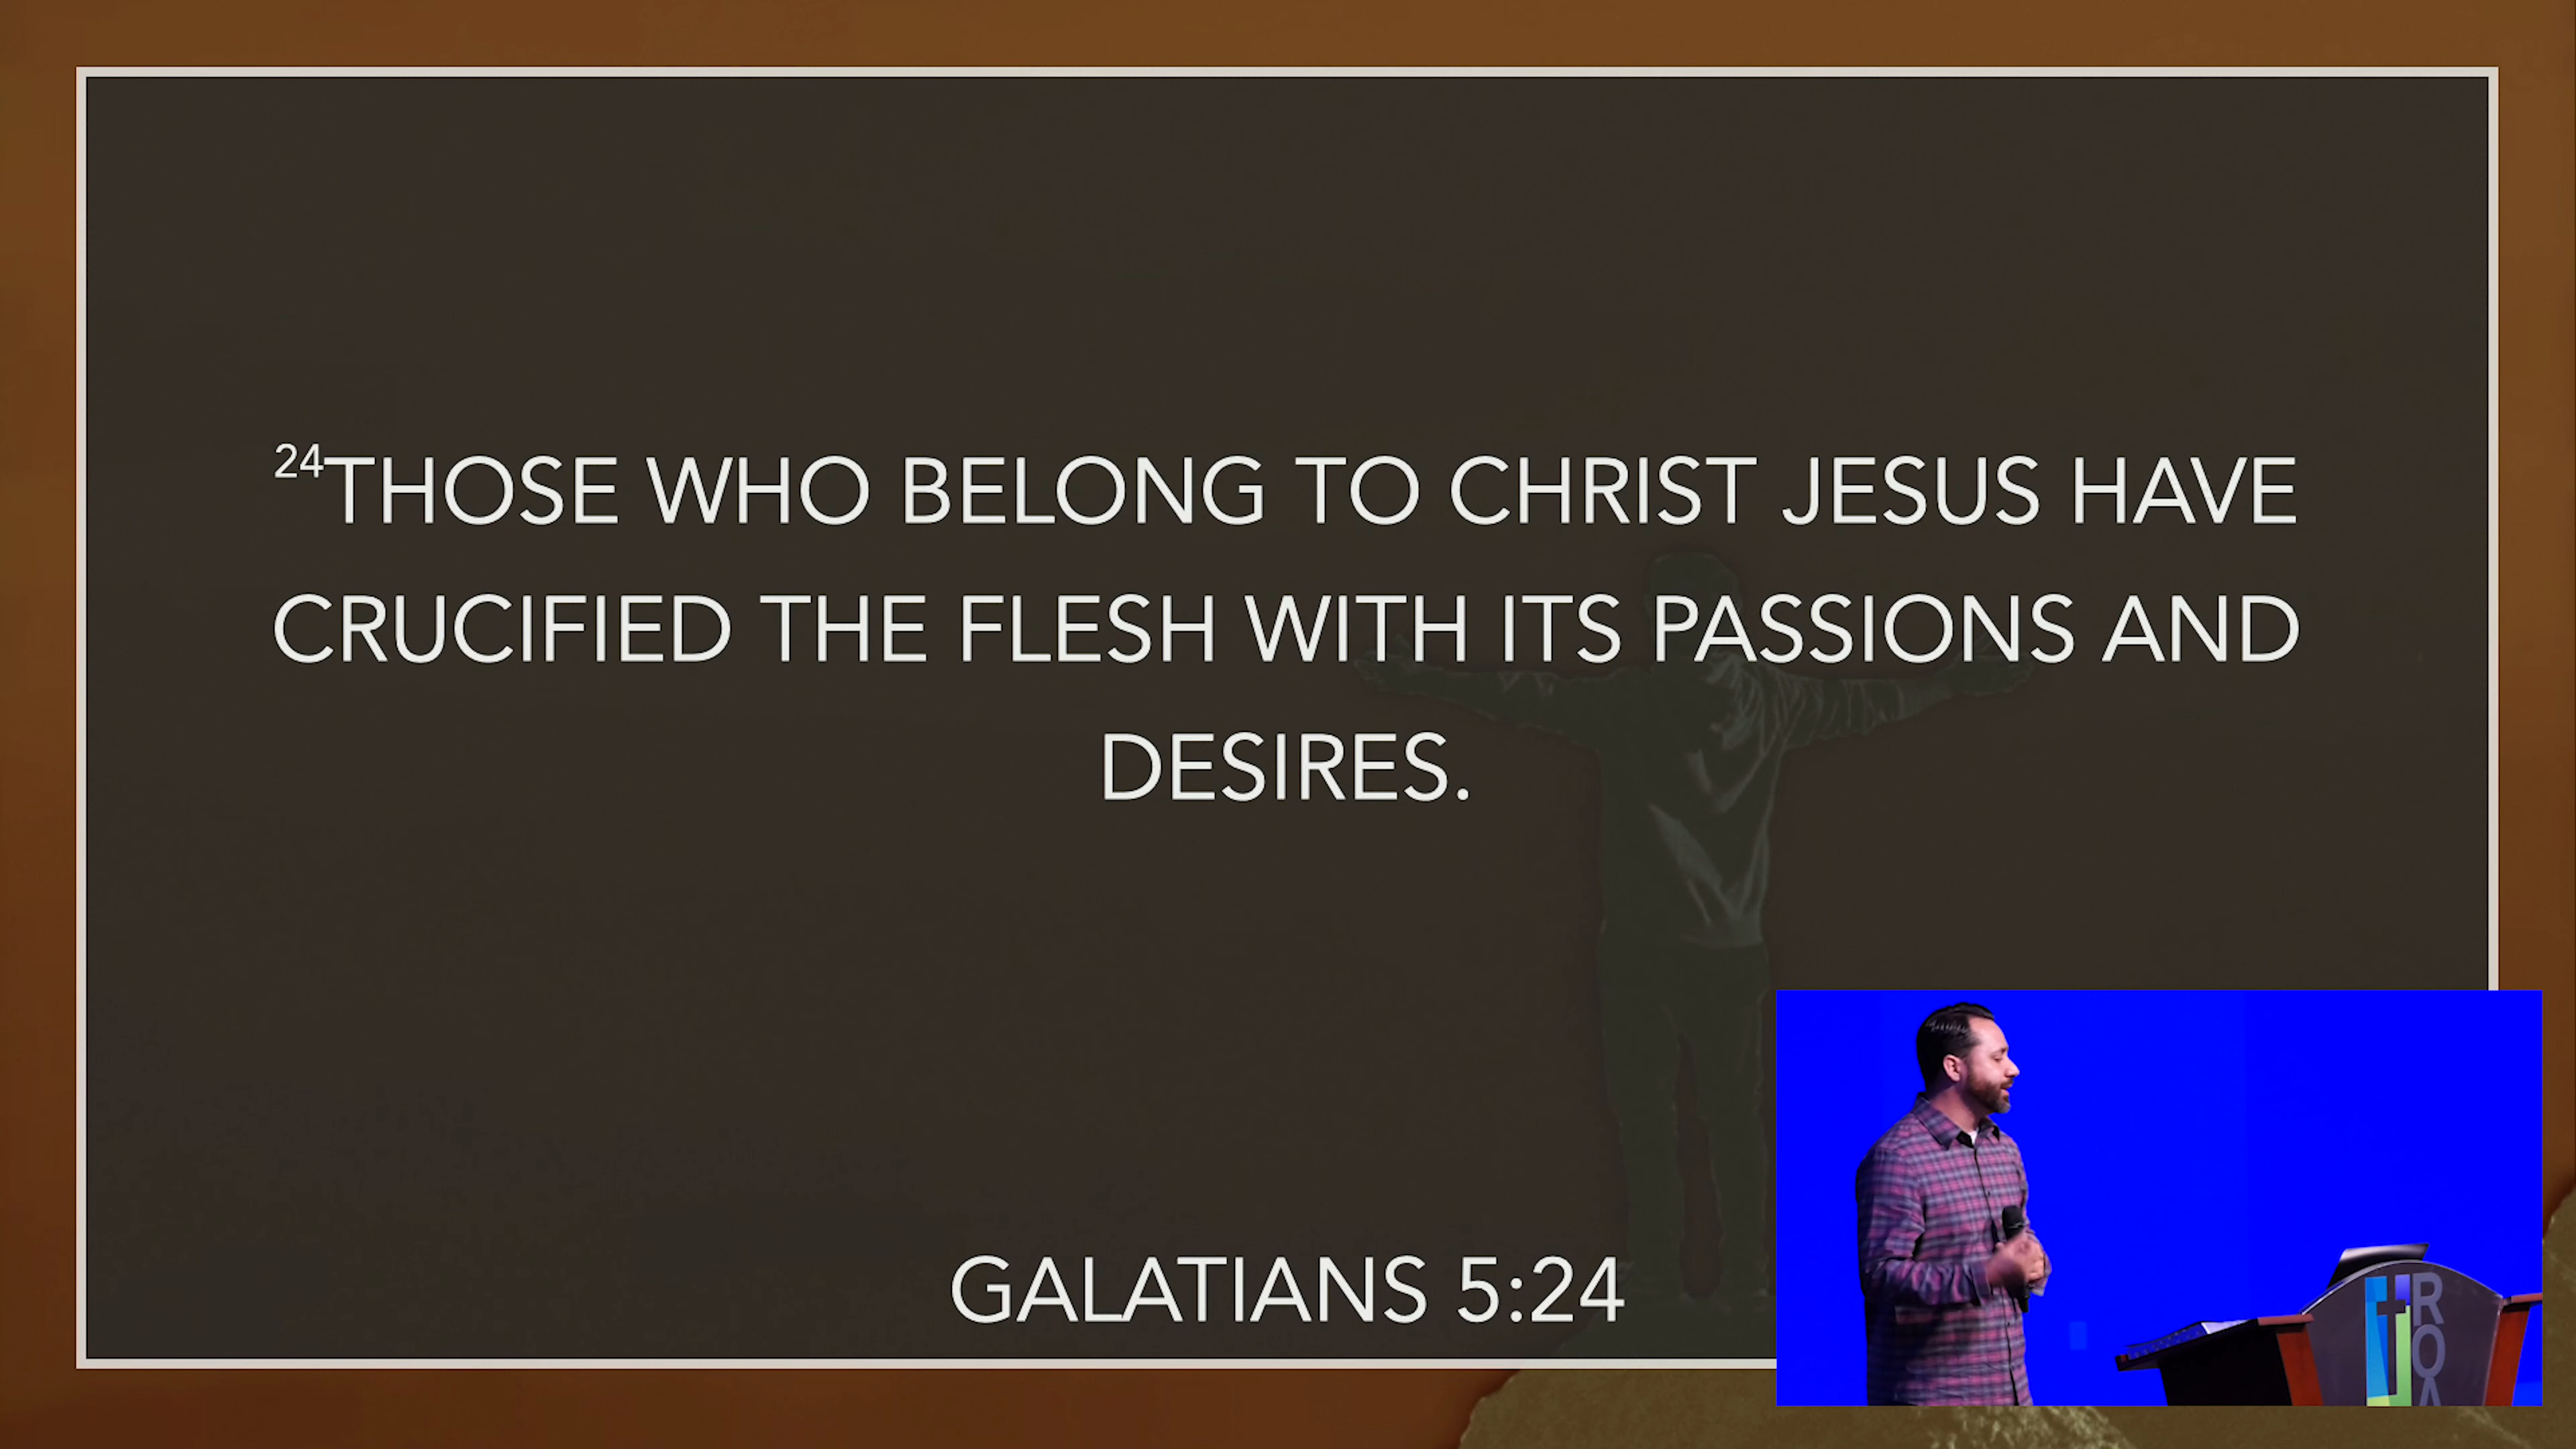 24THOSE WHO BELONG TO CHRIST JESUS HAVE
CRUCIFIED THE FLESH WITH ITS PASSIONS AND
DESIRES.
GALATIANS 5:24